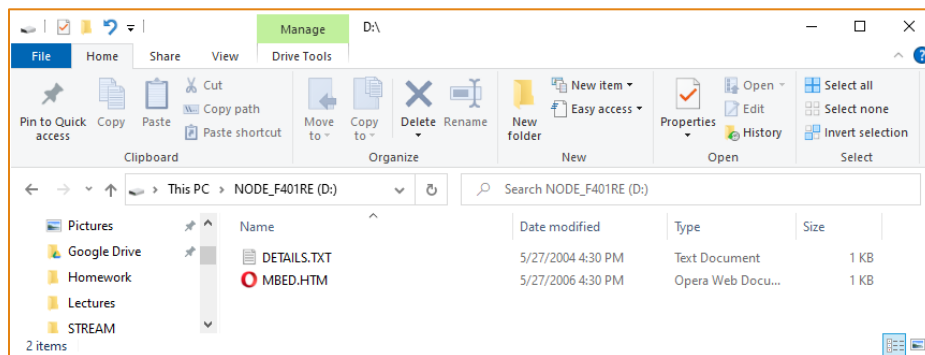 Manage D:\
File Home Share View Drive Tools
Pin to Quick access
Copy
Paste
Cut
Copy path
Paste shortcut
Clipboard
Move to
Copy to
Delete
Rename
Organize
New folder
New item
Easy access
New
Properties
Open
Edit
History
Open
Select all
Select none
Invert selection
Select
This PC > NODE_F401RE (D:)
Search NODE_F401RE (D:)
Pictures
Google Drive
Homework
Lectures
STREAM
Name Date modified Type Size
DETAILS.TXT 5/27/2004 4:30 PM Text Document 1 KB
MBED.HTM 5/27/2006 4:30 PM Opera Web Docu... 1 KB
2 items